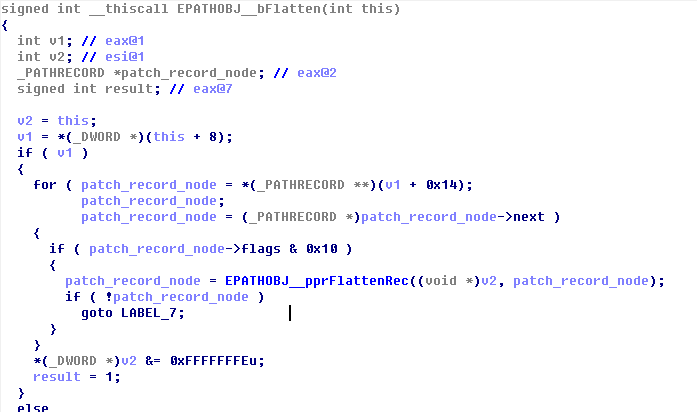 signed int __thiscall EPATHOBJ__bFlatten(int this)
{
int v1; // eax@1
int v2; // esi@1
_PATHRECORD *patch_record_node; // eax@2
signed int result; // eax@7
v2 = this;
v1 = *(_DWORD *)(this + 8);
if ( v1 )
{
for ( patch_record_node = *(_PATHRECORD **)(v1 + 0x14);
patch_record_node;
patch_record_node = (_PATHRECORD *)patch_record_node->next )
{
if ( patch_record_node->flags & 0x10 )
{
patch_record_node = EPATHOBJ__pprFlattenRec((void *)v2, patch_record_node);
if ( !patch_record_node )
goto LABEL_7;
}
}
*(_DWORD *)v2 &= 0xFFFFFFFEu;
result = 1;
}
else